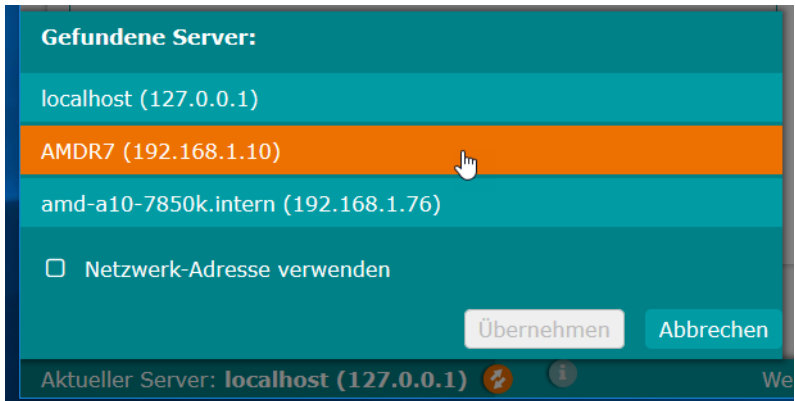 Gefundene Server:
localhost (127.0.0.1)
AMDR7 (192.168.1.10)
amd-a10-7850k.intern (192.168.1.76)
Netzwerk-Adresse verwenden
Übernehmen Abbrechen
Aktueller Server: localhost (127.0.0.1) i We